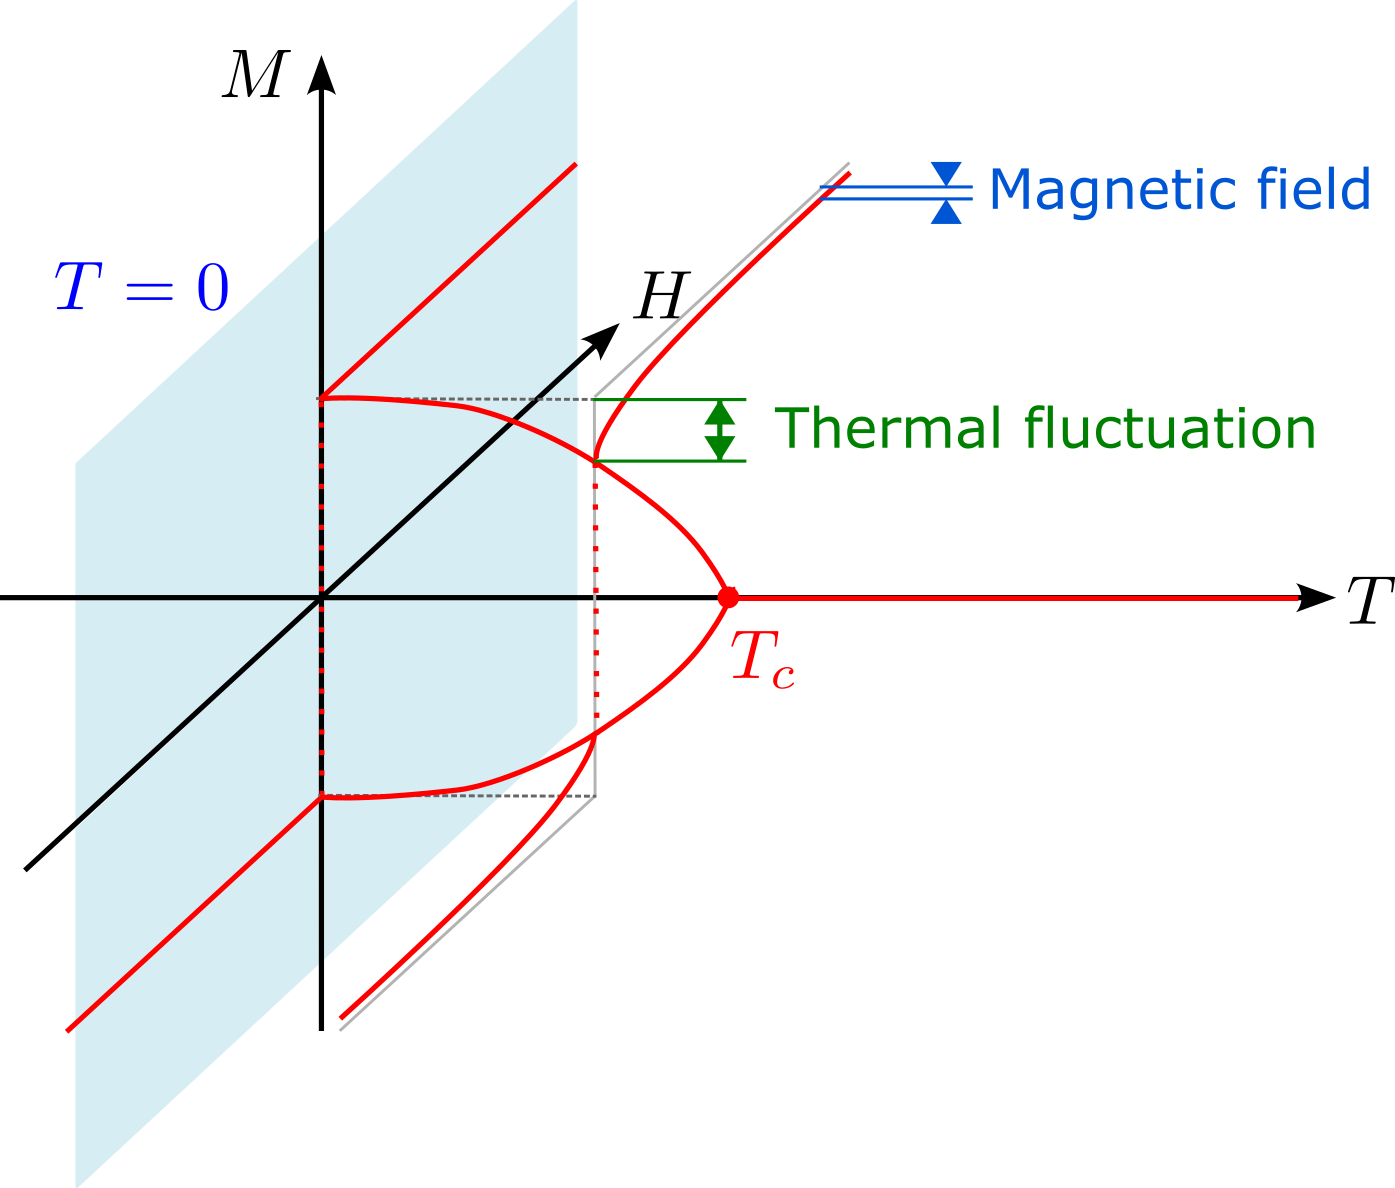 M
Magnetic field
T = 0
H
Thermal fluctuation
T
T_c